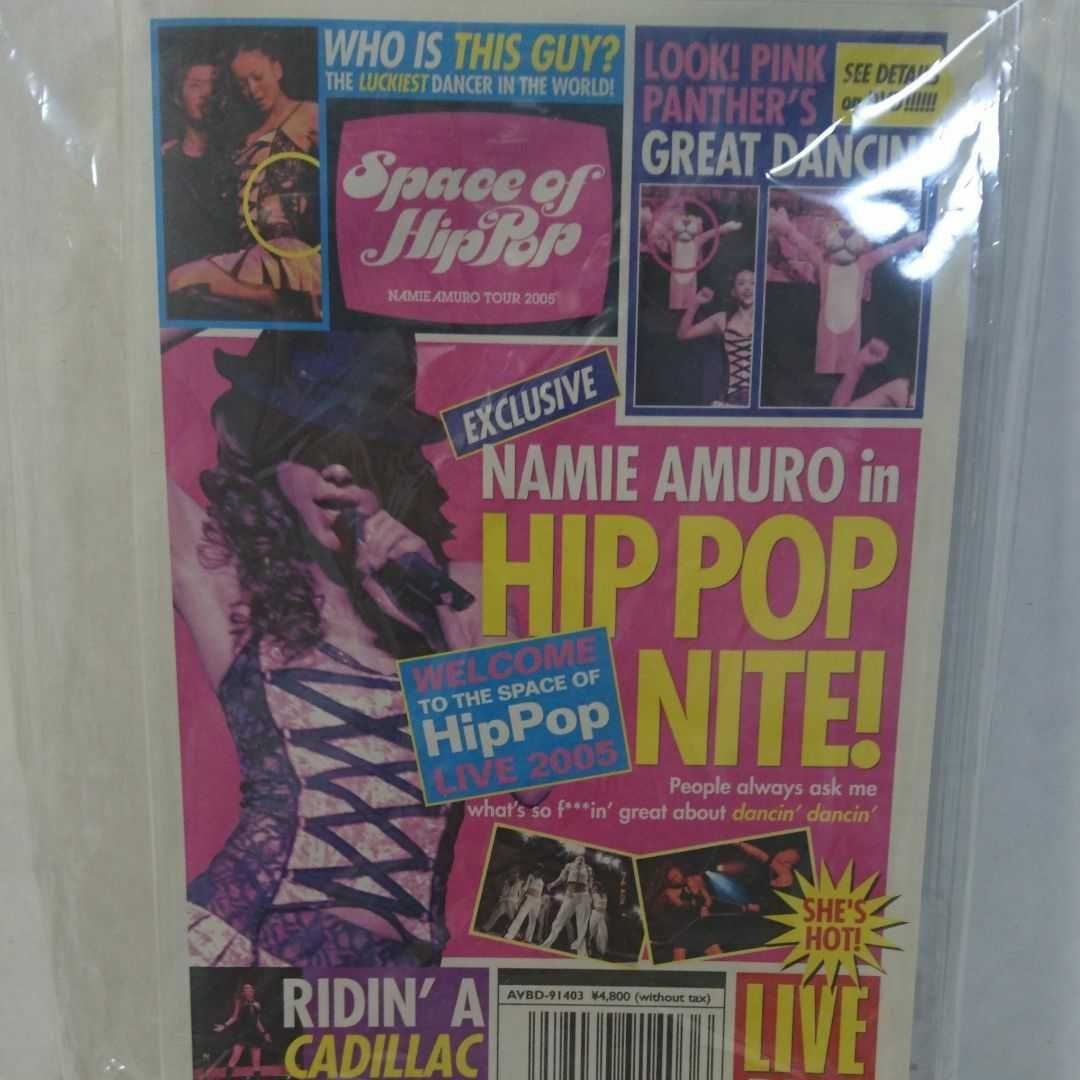 WHO IS THIS GUY?
THE LUCKIEST DANCER IN THE WORLD!
Space of
HipPop
NAMIE AMURO TOUR 2005
LOOK! PINK
PANTHER'S
GREAT DANCIN'
SEE DETAILS
on
EXCLUSIVE
NAMIE AMURO in
HIP POP
NITE!
WELCOME
TO THE SPACE OF
HipPop
LIVE 2005
People always ask me
what's so f***in' great about dancin' dancin'
SHE'S
HOT!
RIDIN' A
CADILLAC
AVBD-91403 ¥4,800 (without tax)
LIVE